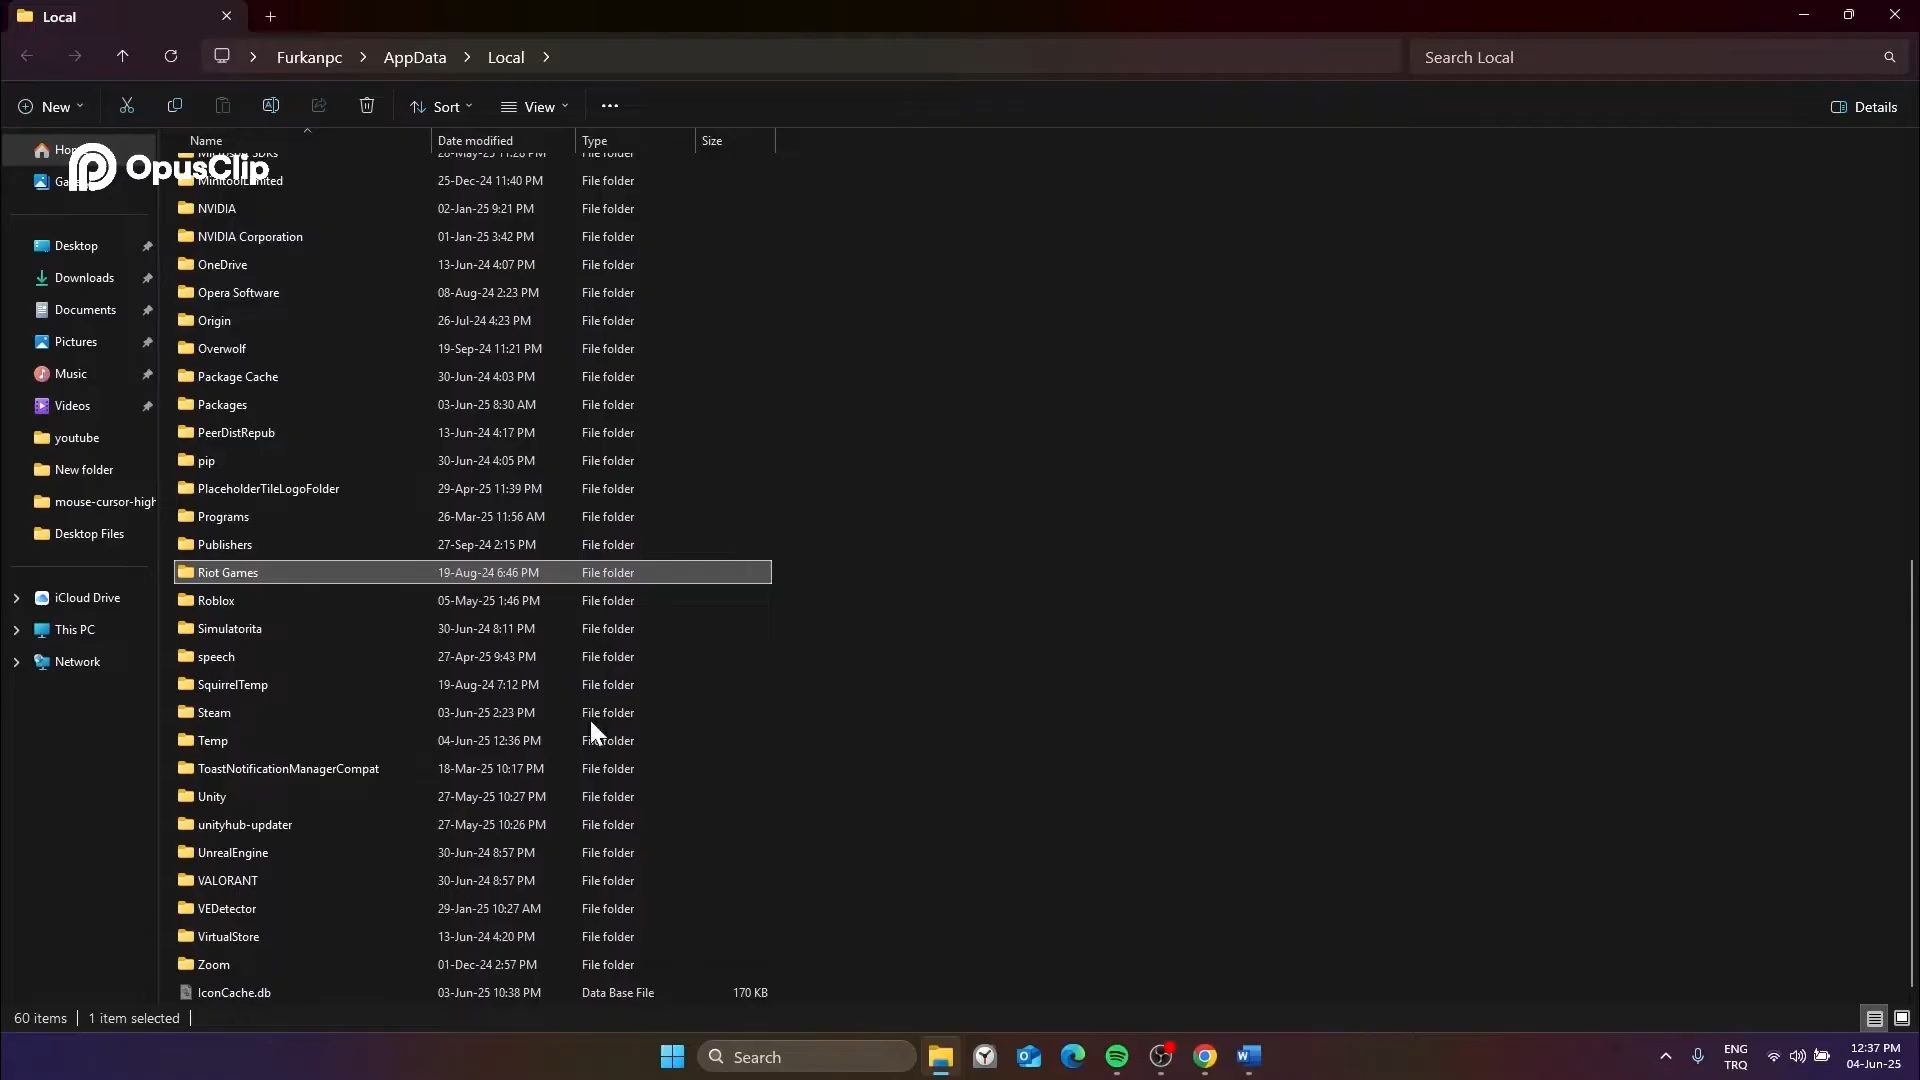 Local
Furkanpc AppData Local
Search Local
New Sort View Details
Name Date modified Type Size
OpusClip
25-Dec-24 11:40 PM File folder
NVIDIA 02-Jan-25 9:21 PM File folder
NVIDIA Corporation 01-Jan-25 3:42 PM File folder
OneDrive 13-Jun-24 4:07 PM File folder
Opera Software 08-Aug-24 2:23 PM File folder
Origin 26-Jul-24 4:23 PM File folder
Overwolf 19-Sep-24 11:21 PM File folder
Package Cache 30-Jun-24 4:03 PM File folder
Packages 03-Jun-25 8:30 AM File folder
PeerDistRepub 13-Jun-24 4:17 PM File folder
pip 30-Jun-24 4:05 PM File folder
PlaceholderTileLogoFolder 29-Apr-25 11:39 PM File folder
Programs 26-Mar-25 11:56 AM File folder
Publishers 27-Sep-24 2:15 PM File folder
Riot Games 19-Aug-24 6:46 PM File folder
Roblox 05-May-25 1:46 PM File folder
Simulatorita 30-Jun-24 8:11 PM File folder
speech 27-Apr-25 9:43 PM File folder
SquirrelTemp 19-Aug-24 7:12 PM File folder
Steam 03-Jun-25 2:23 PM File folder
Temp 04-Jun-25 12:36 PM File folder
ToastNotificationManagerCompat 18-Mar-25 10:17 PM File folder
Unity 27-May-25 10:27 PM File folder
unityhub-updater 27-May-25 10:26 PM File folder
UnrealEngine 30-Jun-24 8:57 PM File folder
VALORANT 30-Jun-24 8:57 PM File folder
VEDetector 29-Jan-25 10:27 AM File folder
VirtualStore 13-Jun-24 4:20 PM File folder
Zoom 01-Dec-24 2:57 PM File folder
IconCache.db 03-Jun-25 10:38 PM Data Base File 170 KB
Desktop
Downloads
Documents
Pictures
Music
Videos
youtube
New folder
mouse-cursor-high
Desktop Files
iCloud Drive
This PC
Network
60 items 1 item selected
Search
ENG
TRQ
12:37 PM
04-Jun-25